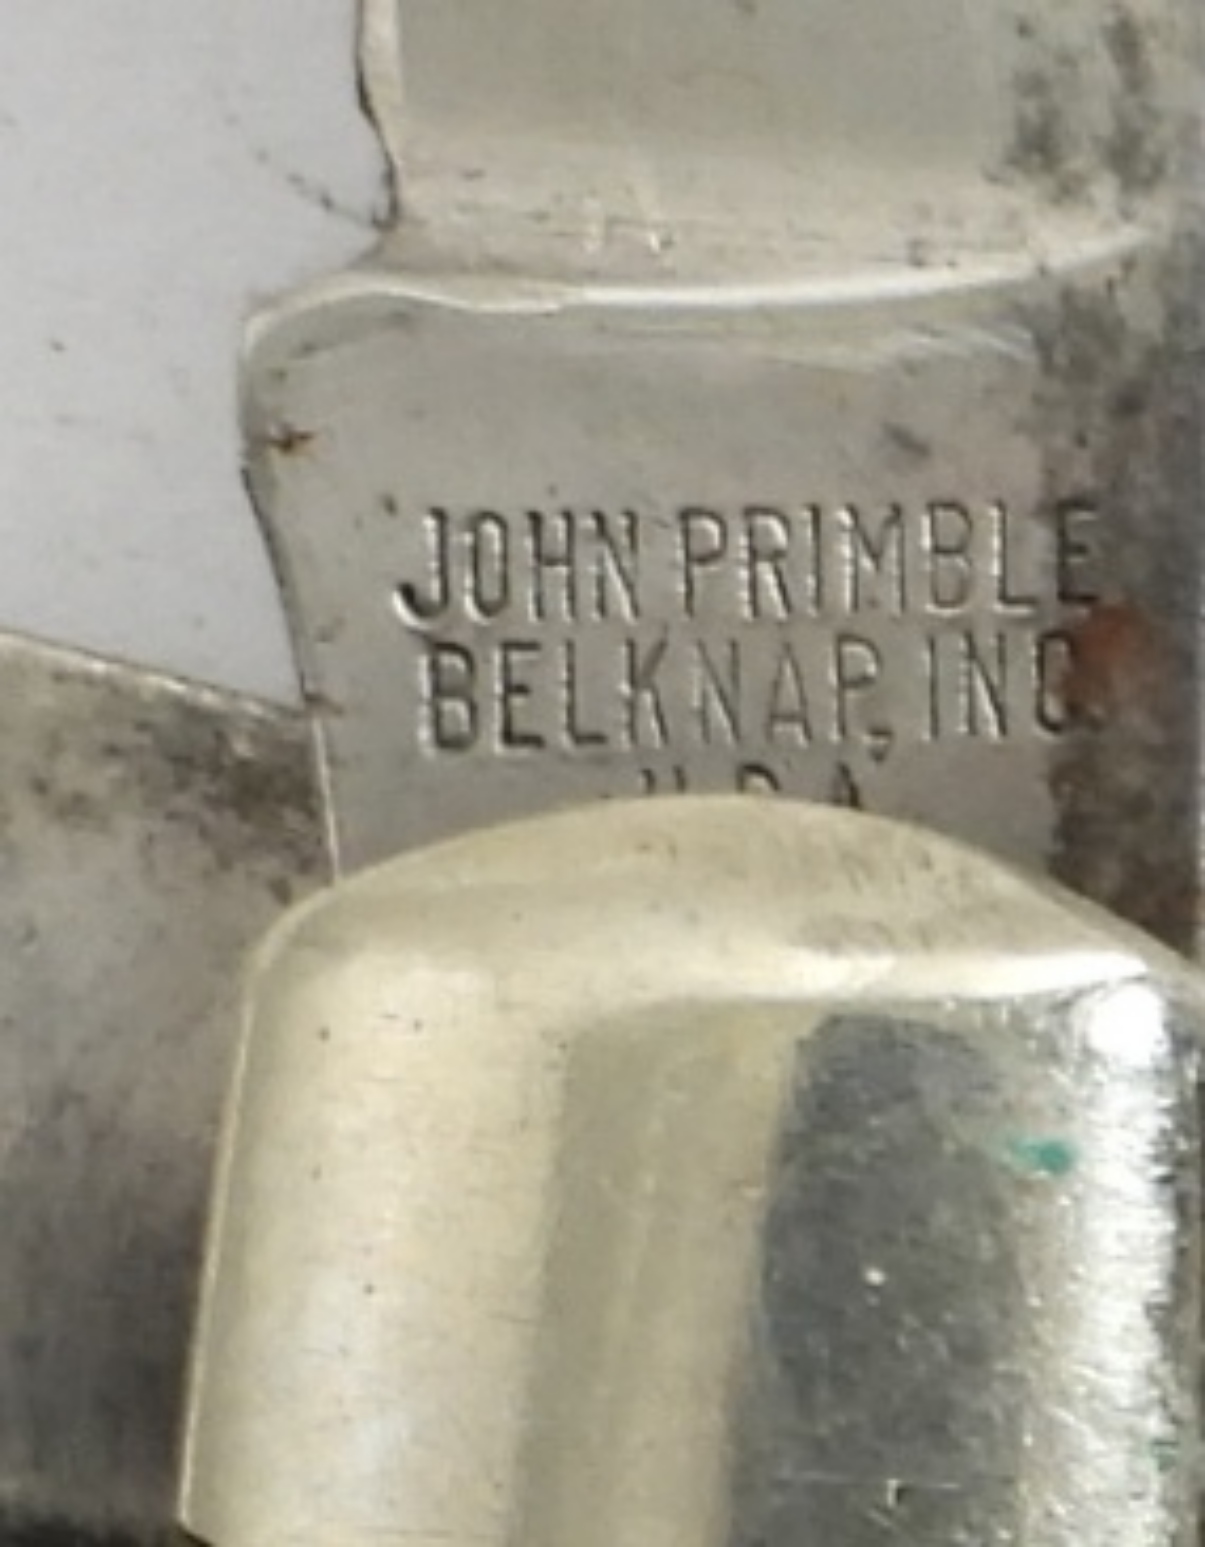 JOHN PRIMBLE
BELKNAP, INC.